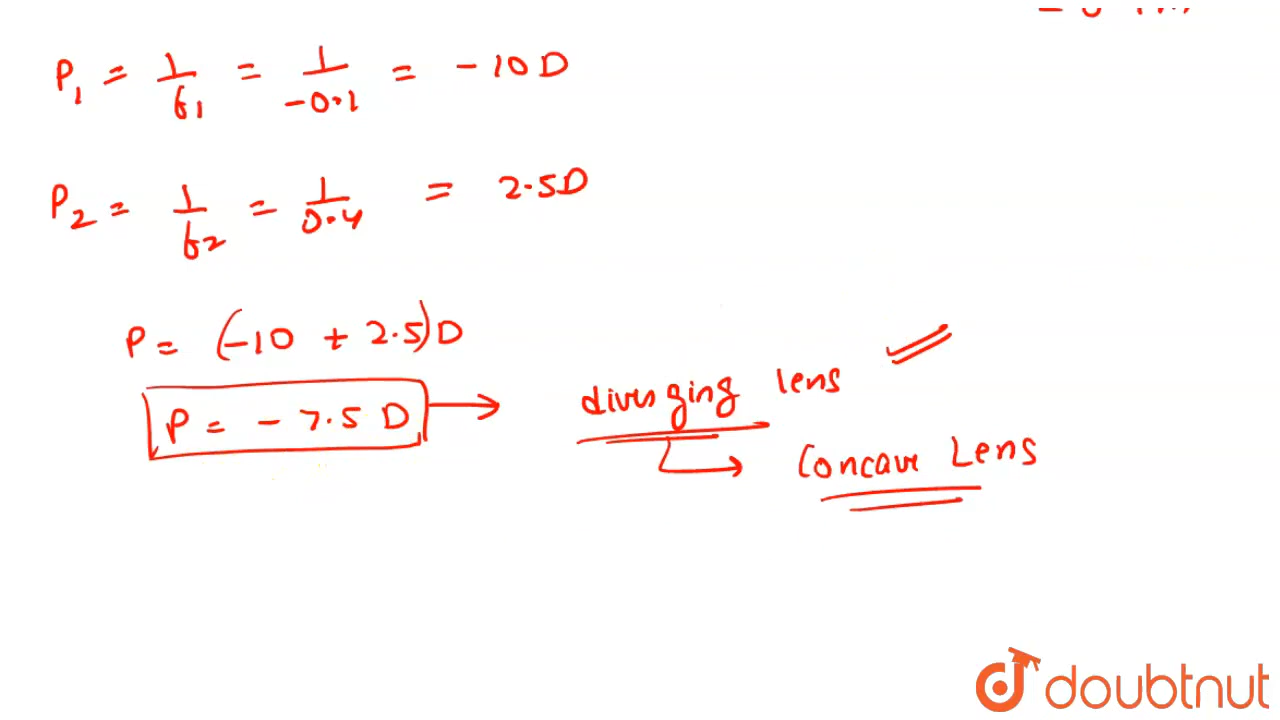 P₁ = 1/f₁ = 1/-0.1 = -10 D
P₂ = 1/f₂ = 1/0.4 = 2.5D
P = (-10 + 2.5) D
P = - 7.5 D → diverging lens
→ Concave Lens
doubtnut